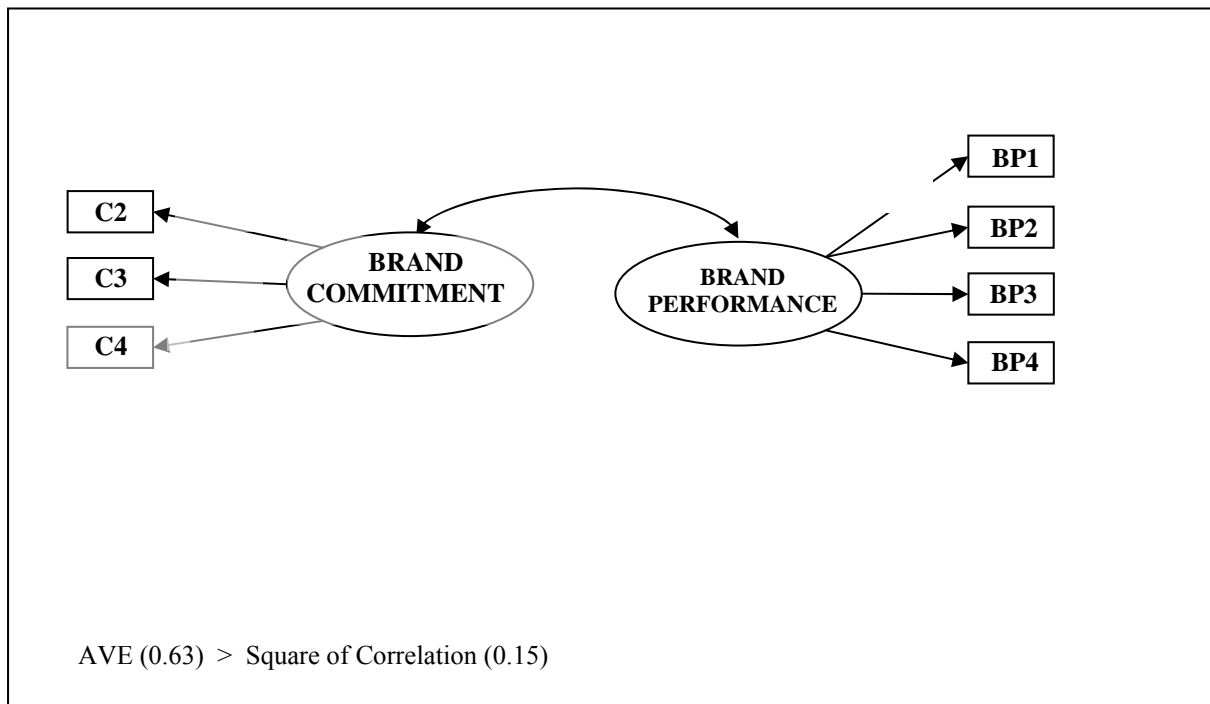 C2
C3
C4
BRAND
COMMITMENT
BRAND
PERFORMANCE
BP1
BP2
BP3
BP4
AVE (0.63) > Square of Correlation (0.15)